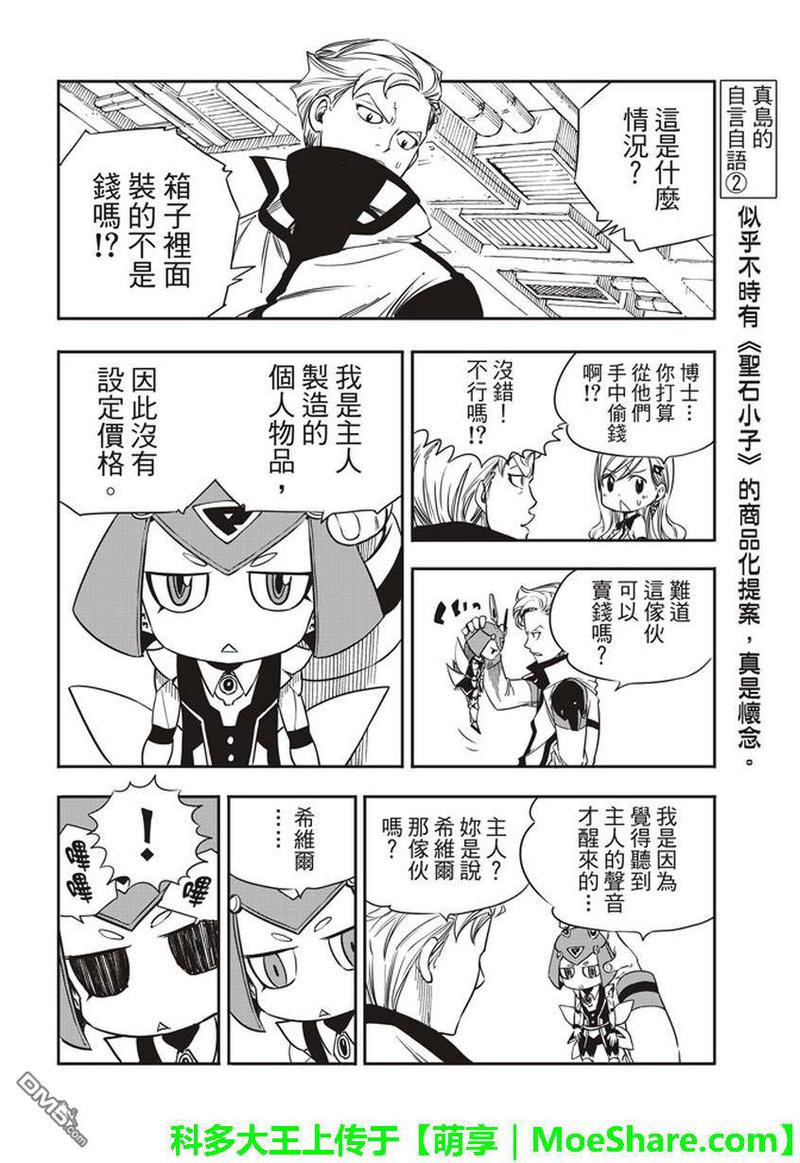 真島的
自言自語②
似乎不時有《聖石小子》的商品化提案，真是懷念。
這是什麼
情況？
箱子裡面
裝的不是
錢嗎!?
博士…
你打算
從他們
手中偷錢
啊!?
沒錯！
不行嗎!?
難道
這傢伙
可以
賣錢嗎？
我是主人
製造的
個人物品，
因此沒有
設定價格。
我是因為
覺得聽到
主人的聲音
才醒來的…
主人？
妳是說
希維爾
那傢伙
嗎？
希維爾
……
！
嗶
嗶
嗶
嗶
DM5.com
科多大王上传于【萌享｜MoeShare.com】